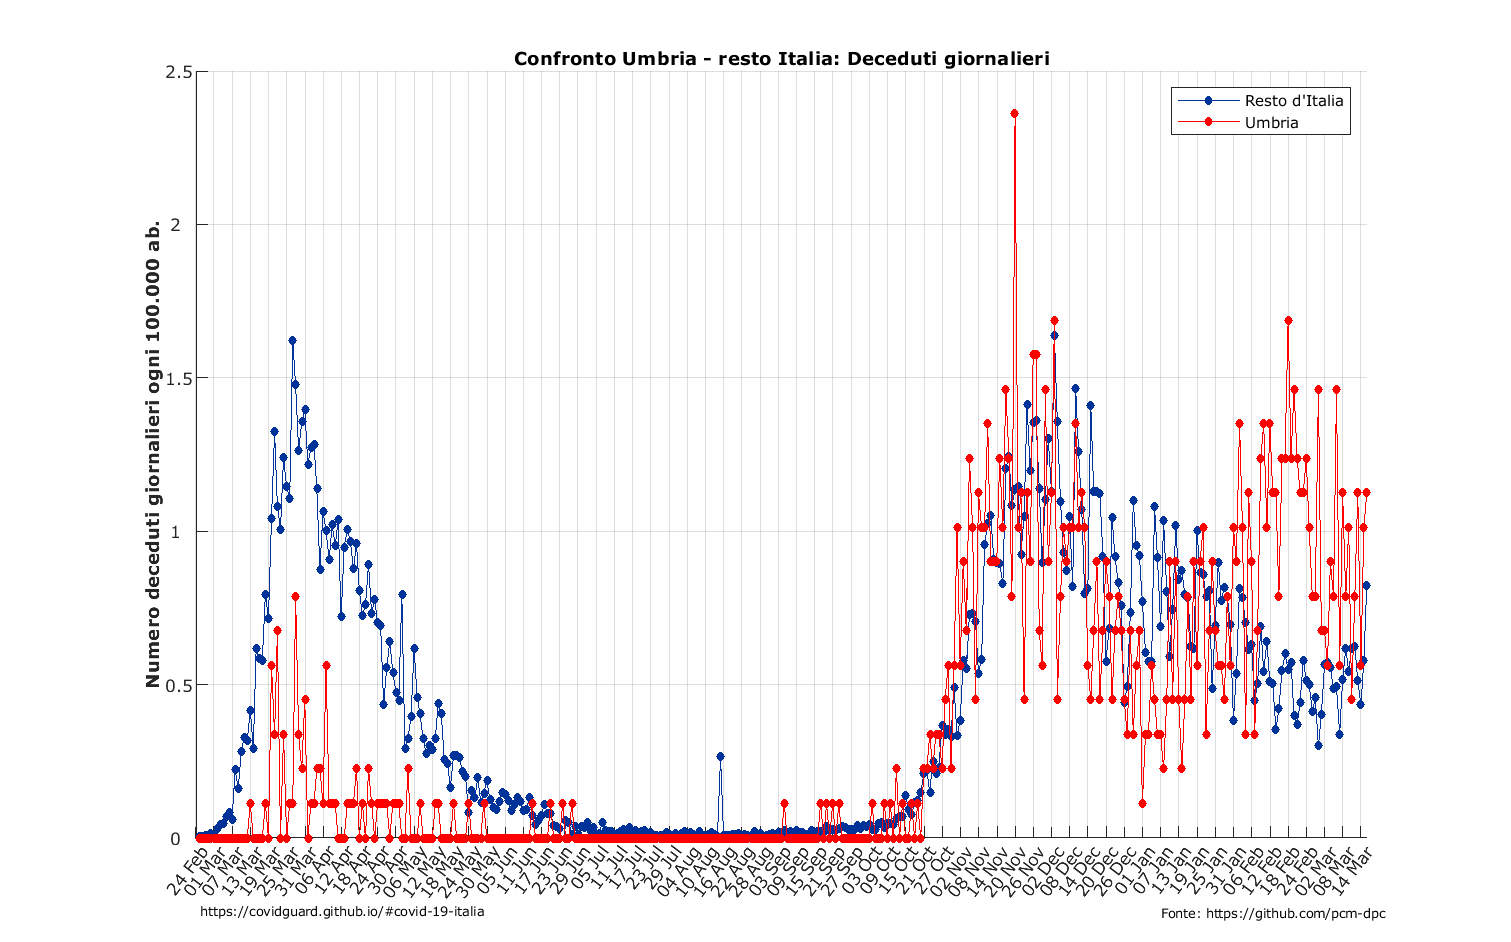 Confronto Umbria - resto Italia: Deceduti giornalieri
Resto d'Italia
Umbria
Numero deceduti giornalieri ogni 100.000 ab.
2.5
2
1.5
1
0.5
0
24 Feb
01 Mar
07 Mar
13 Mar
19 Mar
25 Mar
31 Mar
06 Apr
12 Apr
18 Apr
24 Apr
30 Apr
06 May
12 May
18 May
24 May
30 May
05 Jun
11 Jun
17 Jun
23 Jun
29 Jun
05 Jul
11 Jul
17 Jul
23 Jul
29 Jul
04 Aug
10 Aug
16 Aug
22 Aug
28 Aug
03 Sep
09 Sep
15 Sep
21 Sep
27 Sep
03 Oct
09 Oct
15 Oct
21 Oct
27 Oct
02 Nov
08 Nov
14 Nov
20 Nov
26 Nov
02 Dec
08 Dec
14 Dec
20 Dec
26 Dec
01 Jan
07 Jan
13 Jan
19 Jan
25 Jan
31 Jan
06 Feb
12 Feb
18 Feb
24 Feb
02 Mar
08 Mar
14 Mar
https://covidguard.github.io/#covid-19-italia
Fonte: https://github.com/pcm-dpc